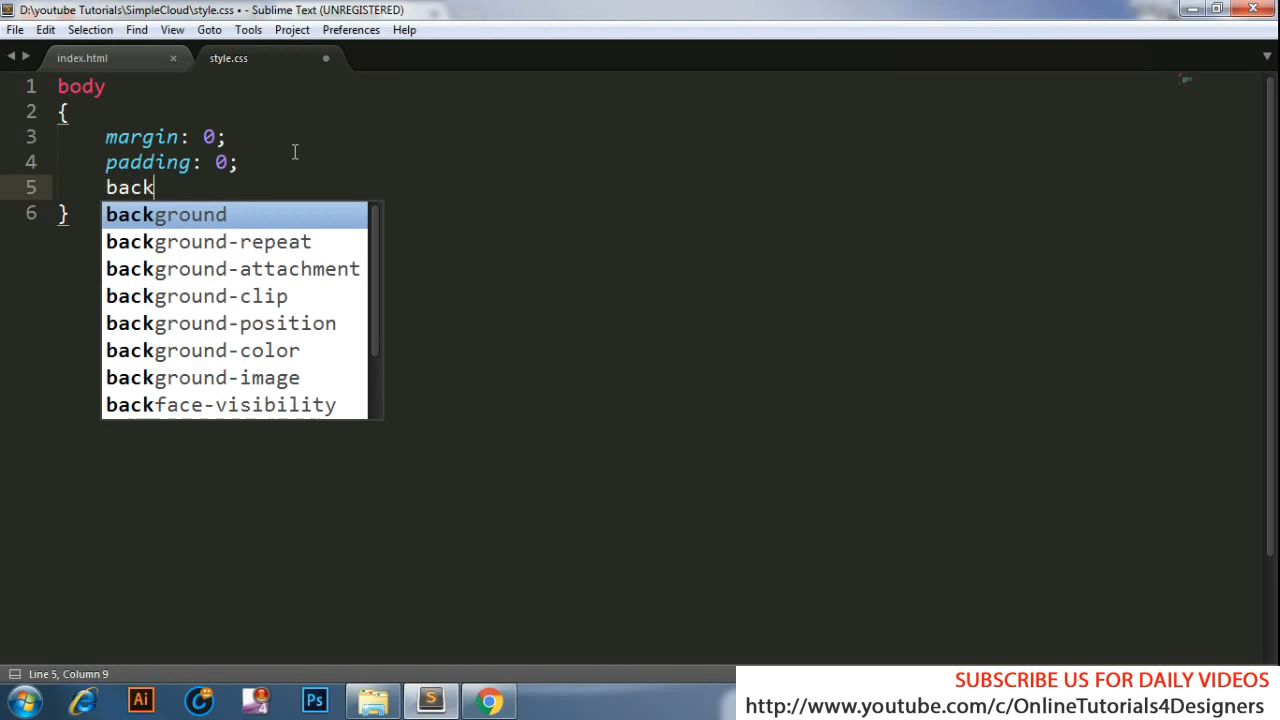 D:\youtube Tutorials\SimpleCloud\style.css • - Sublime Text (UNREGISTERED)
File Edit Selection Find View Goto Tools Project Preferences Help
index.html × style.css
1 body
2 {
3 margin: 0;
4 padding: 0;
5 back
6 }
background
background-repeat
background-attachment
background-clip
background-position
background-color
background-image
backface-visibility
Line 5, Column 9
Ai 4 Ps S
SUBSCRIBE US FOR DAILY VIDEOS
http://www.youtube.com/c/OnlineTutorials4Designers